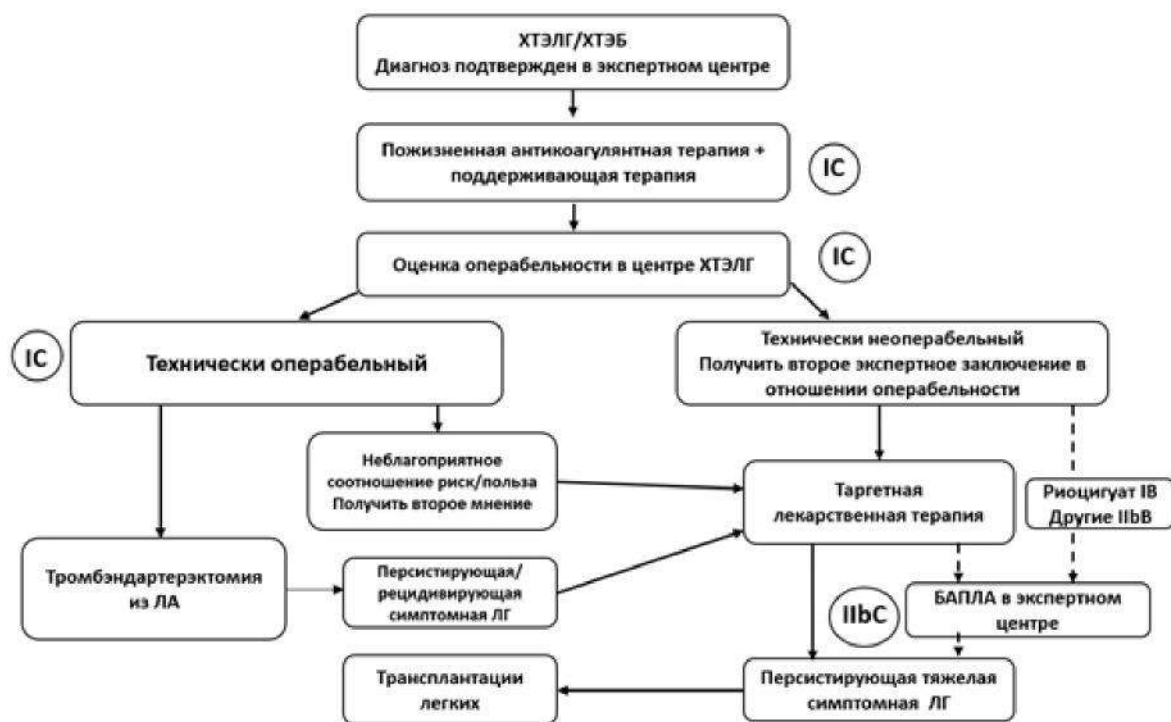 ХТЭЛГ/ХТЭБ
Диагноз подтвержден в экспертном центре
Пожизненная антикоагулянтная терапия +
поддерживающая терапия
IC
Оценка операбельности в центре ХТЭЛГ
IC
IC
Технически операбельный
Технически неоперабельный
Получить второе экспертное заключение в
отношении операбельности
Неблагоприятное
соотношение риск/польза
Получить второе мнение
Таргетная
лекарственная терапия
Риоцигуат IB
Другие IIbB
Тромбэндартерэктомия
из ЛА
Персистирующая/
рецидивирующая
симптомная ЛГ
IIbC
БАПЛА в экспертном
центре
Трансплантации
легких
Персистирующая тяжелая
симптомная ЛГ